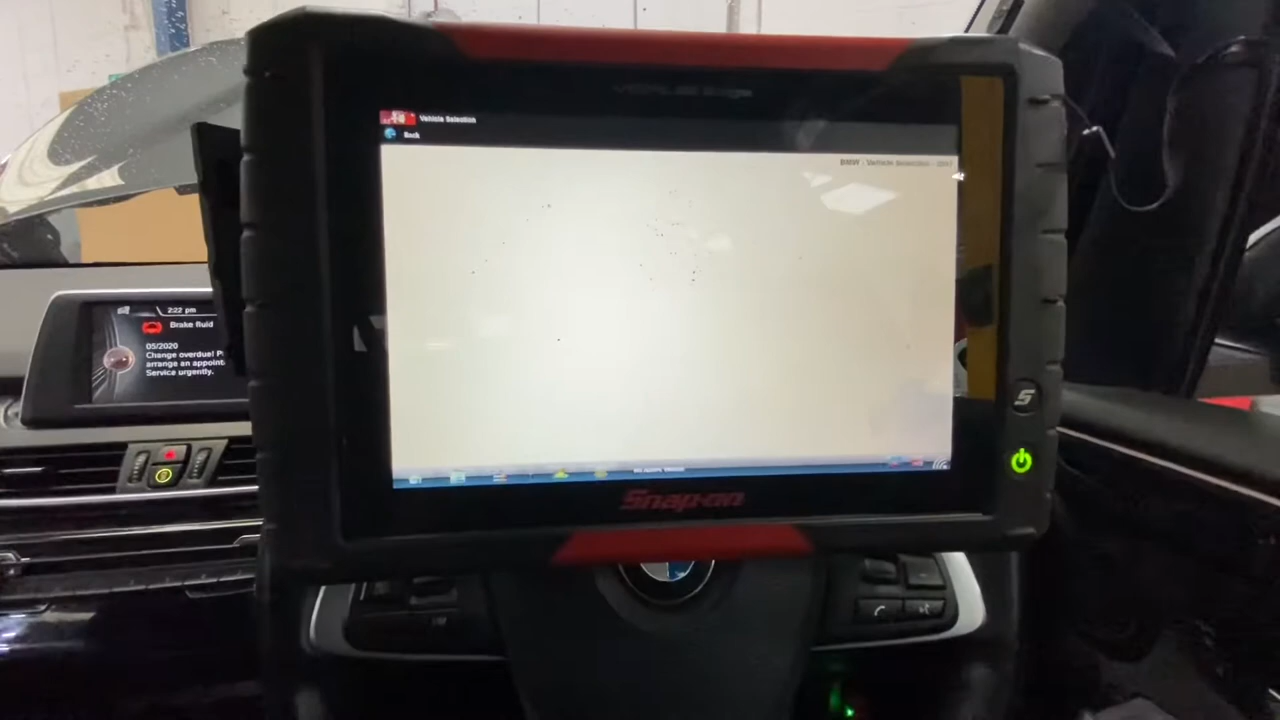 Vehicle Selection
Back
BMW : Vehicle Selection - 2017
2:22 pm
Brake fluid
05/2020
Change overdue! P
arrange an appoint
Service urgently.
S
Snap-on